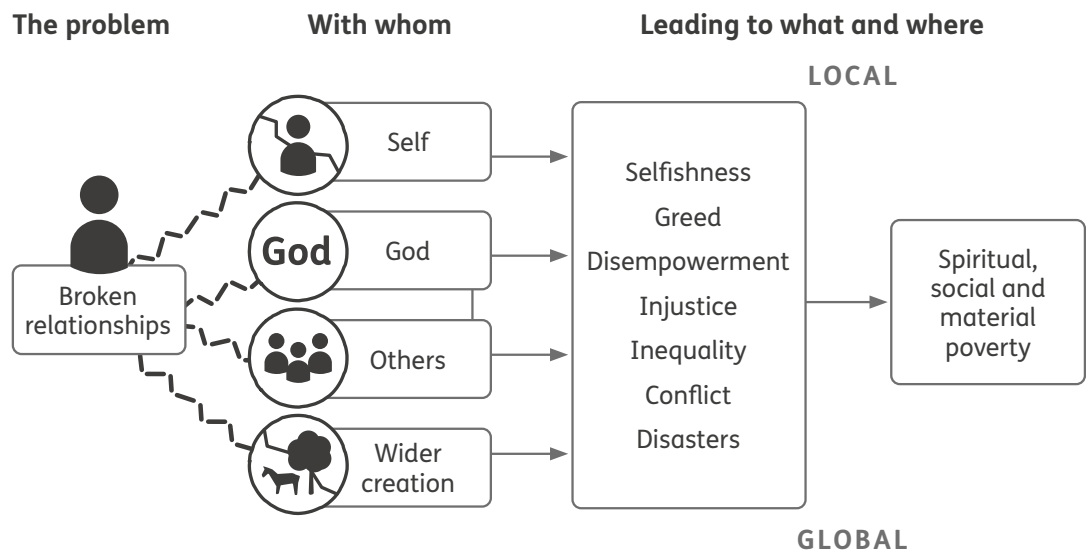 The problem
With whom
Leading to what and where
LOCAL
Broken
relationships
Self
God
God
Others
Wider
creation
Selfishness
Greed
Disempowerment
Injustice
Inequality
Conflict
Disasters
Spiritual,
social and
material
poverty
GLOBAL